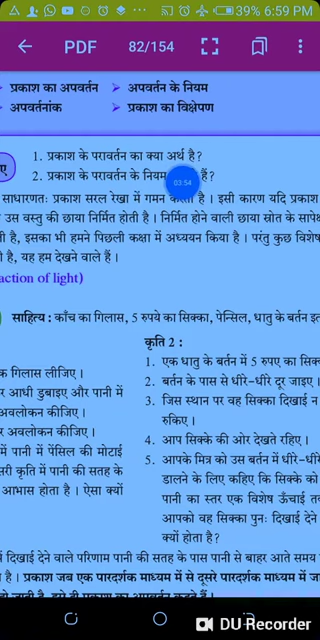 39% 6:59 PM
PDF 82/154
प्रकाश का अपवर्तन अपवर्तन के नियम
अपवर्तनांक प्रकाश का विक्षेपण
1. प्रकाश के परावर्तन का क्या अर्थ है?
2. प्रकाश के परावर्तन के नियम हैं?
03:54
साधारणतः प्रकाश सरल रेखा में गमन करता है । इसी कारण यदि प्रकाश
उस वस्तु की छाया निर्मित होती है । निर्मित होने वाली छाया स्रोत के सापेक्ष
है, इसका भी हमने पिछली कक्षा में अध्ययन किया है । परंतु कुछ विशेष
है, यह हम देखने वाले हैं ।
action of light)
साहित्य : काँच का गिलास, 5 रुपये का सिक्का, पेन्सिल, धातु के बर्तन
कृति 2 :
क गिलास लीजिए ।
1. एक धातु के बर्तन में 5 रुपए का सिक्
र आधी डुबाइए और पानी में
2. बर्तन के पास से धीरे-धीरे दूर जाइए ।
अवलोकन कीजिए ।
3. जिस स्थान पर वह सिक्का दिखाई न
र अवलोकन कीजिए ।
रुकिए ।
में पानी में पेंसिल की मोटाई
4. आप सिक्के की ओर देखते रहिए ।
सरी कृति में पानी की सतह के
5. आपके मित्र को उस बर्तन में धीरे-धीरे
आभास होता है । ऐसा क्यों
डालने के लिए कहिए कि सिक्के को
पानी का स्तर एक विशेष ऊँचाई तक
आपको वह सिक्का पुनः दिखाई देने
क्यों होता है?
दिखाई देने वाले परिणाम पानी की सतह के पास पानी से बाहर आते समय
है । प्रकाश जब एक पारदर्शक माध्यम में से दूसरे पारदर्शक माध्यम में जा
DU Recorder